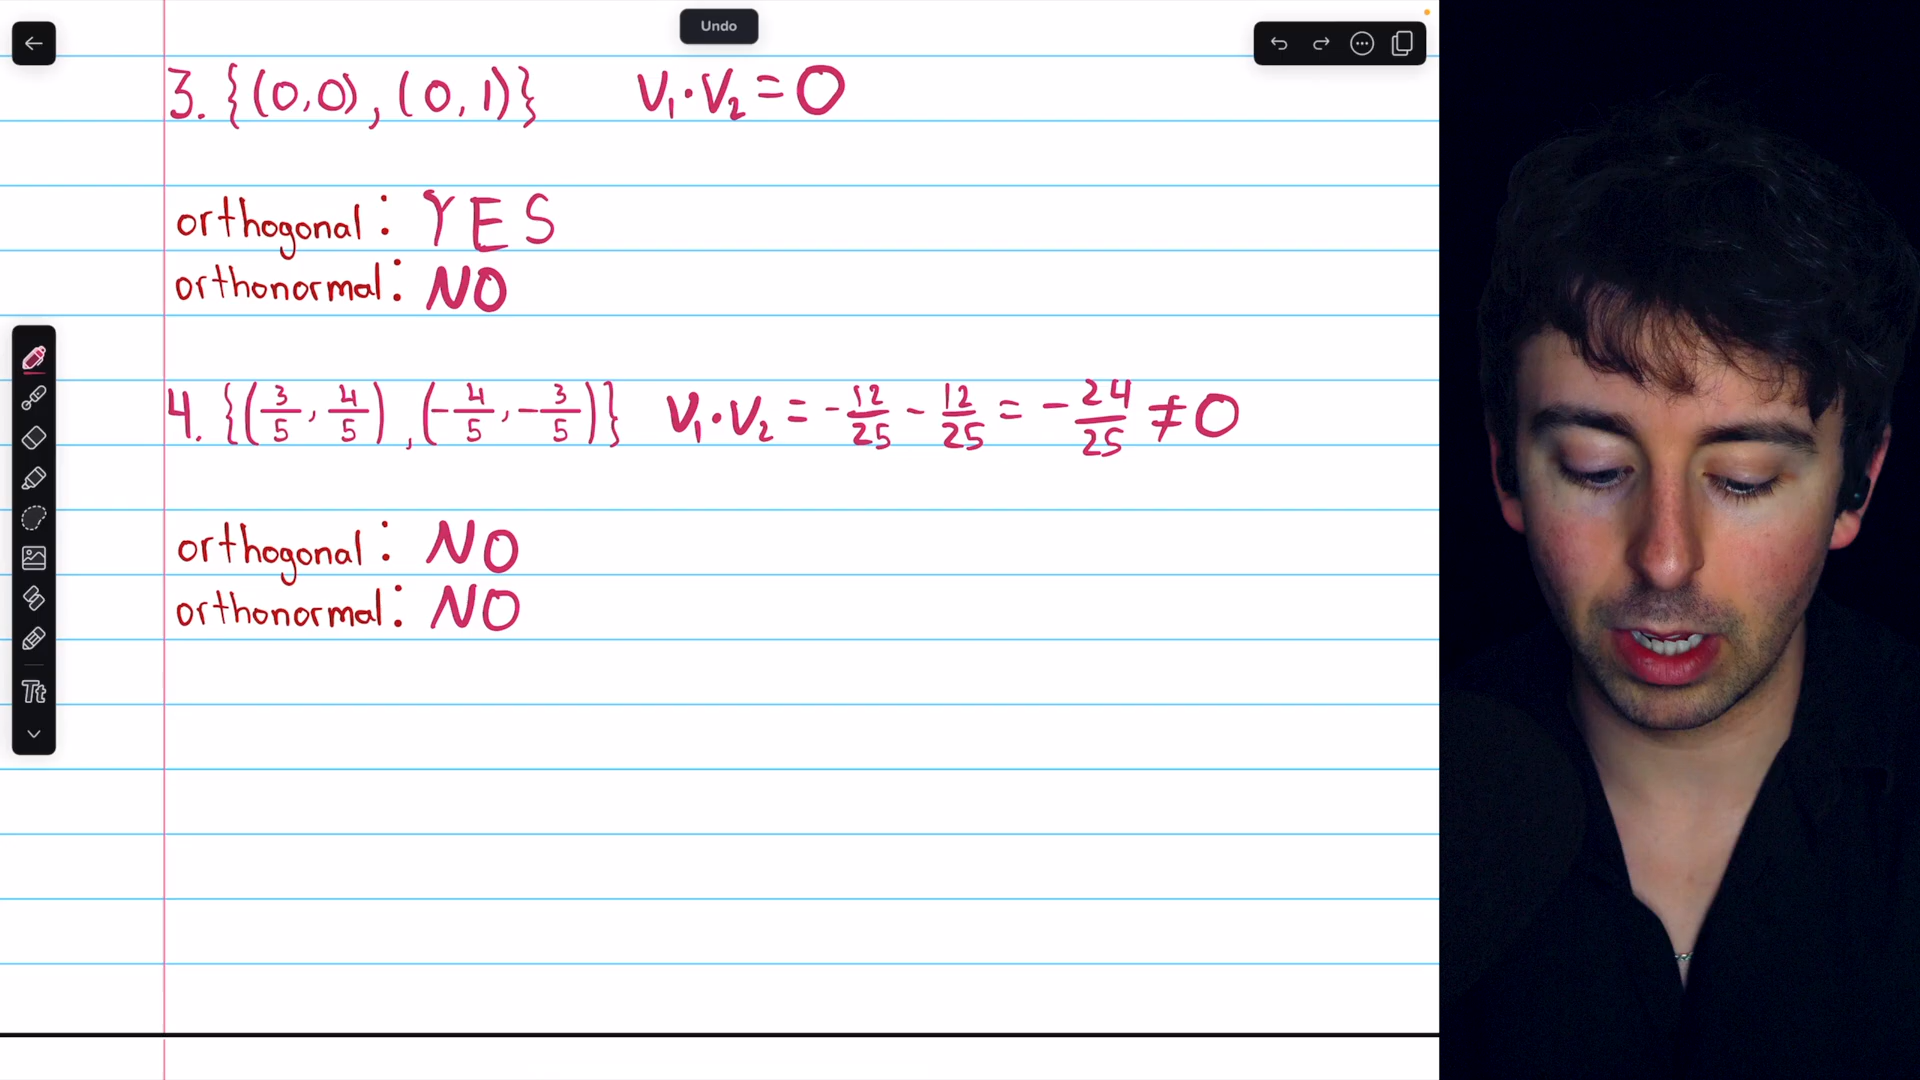 Undo
3. {(0,0), (0,1)} V₁·V₂ = 0
orthogonal: YES
orthonormal: NO
4. {(3/5, 4/5), (-4/5, -3/5)} V₁·V₂ = -12/25 - 12/25 = -24/25 ≠ 0
orthogonal: NO
orthonormal: NO
Tt